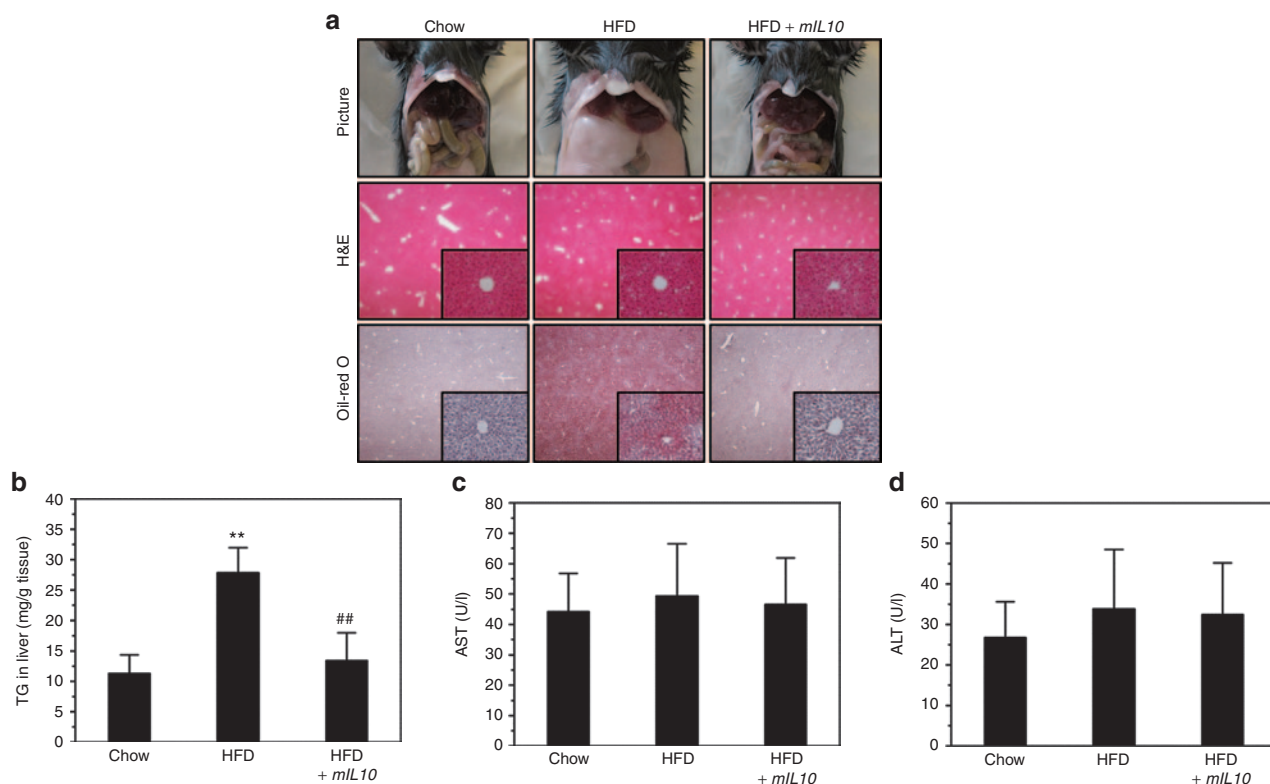 a
Chow
HFD
HFD + mIL10
Picture
H&E
Oil-red O
b
TG in liver (mg/g tissue)
40
35
30
25
20
15
10
5
0
**
##
Chow
HFD
HFD
+ mIL10
c
AST (U/l)
80
70
60
50
40
30
20
10
0
Chow
HFD
HFD
+ mIL10
d
ALT (U/l)
60
50
40
30
20
10
0
Chow
HFD
HFD
+ mIL10